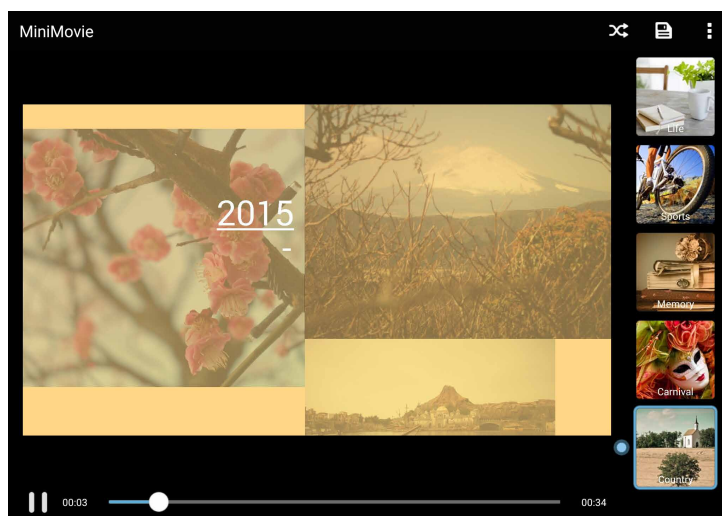 MiniMovie
2015
-
Life
Sports
Memory
Carnival
Country
00:03
00:34